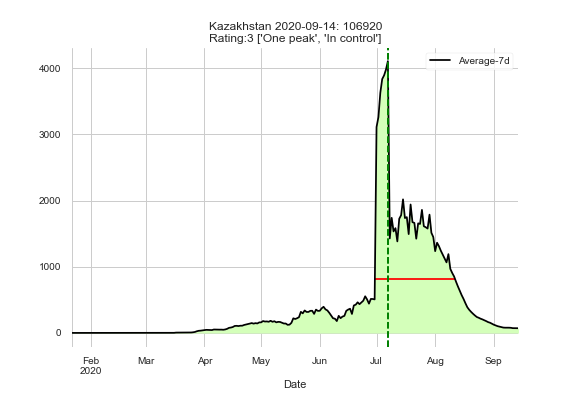 Kazakhstan 2020-09-14: 106920
Rating:3 ['One peak', 'In control']
Average-7d
4000
3000
2000
1000
0
Feb Mar Apr May Jun Jul Aug Sep
2020
Date